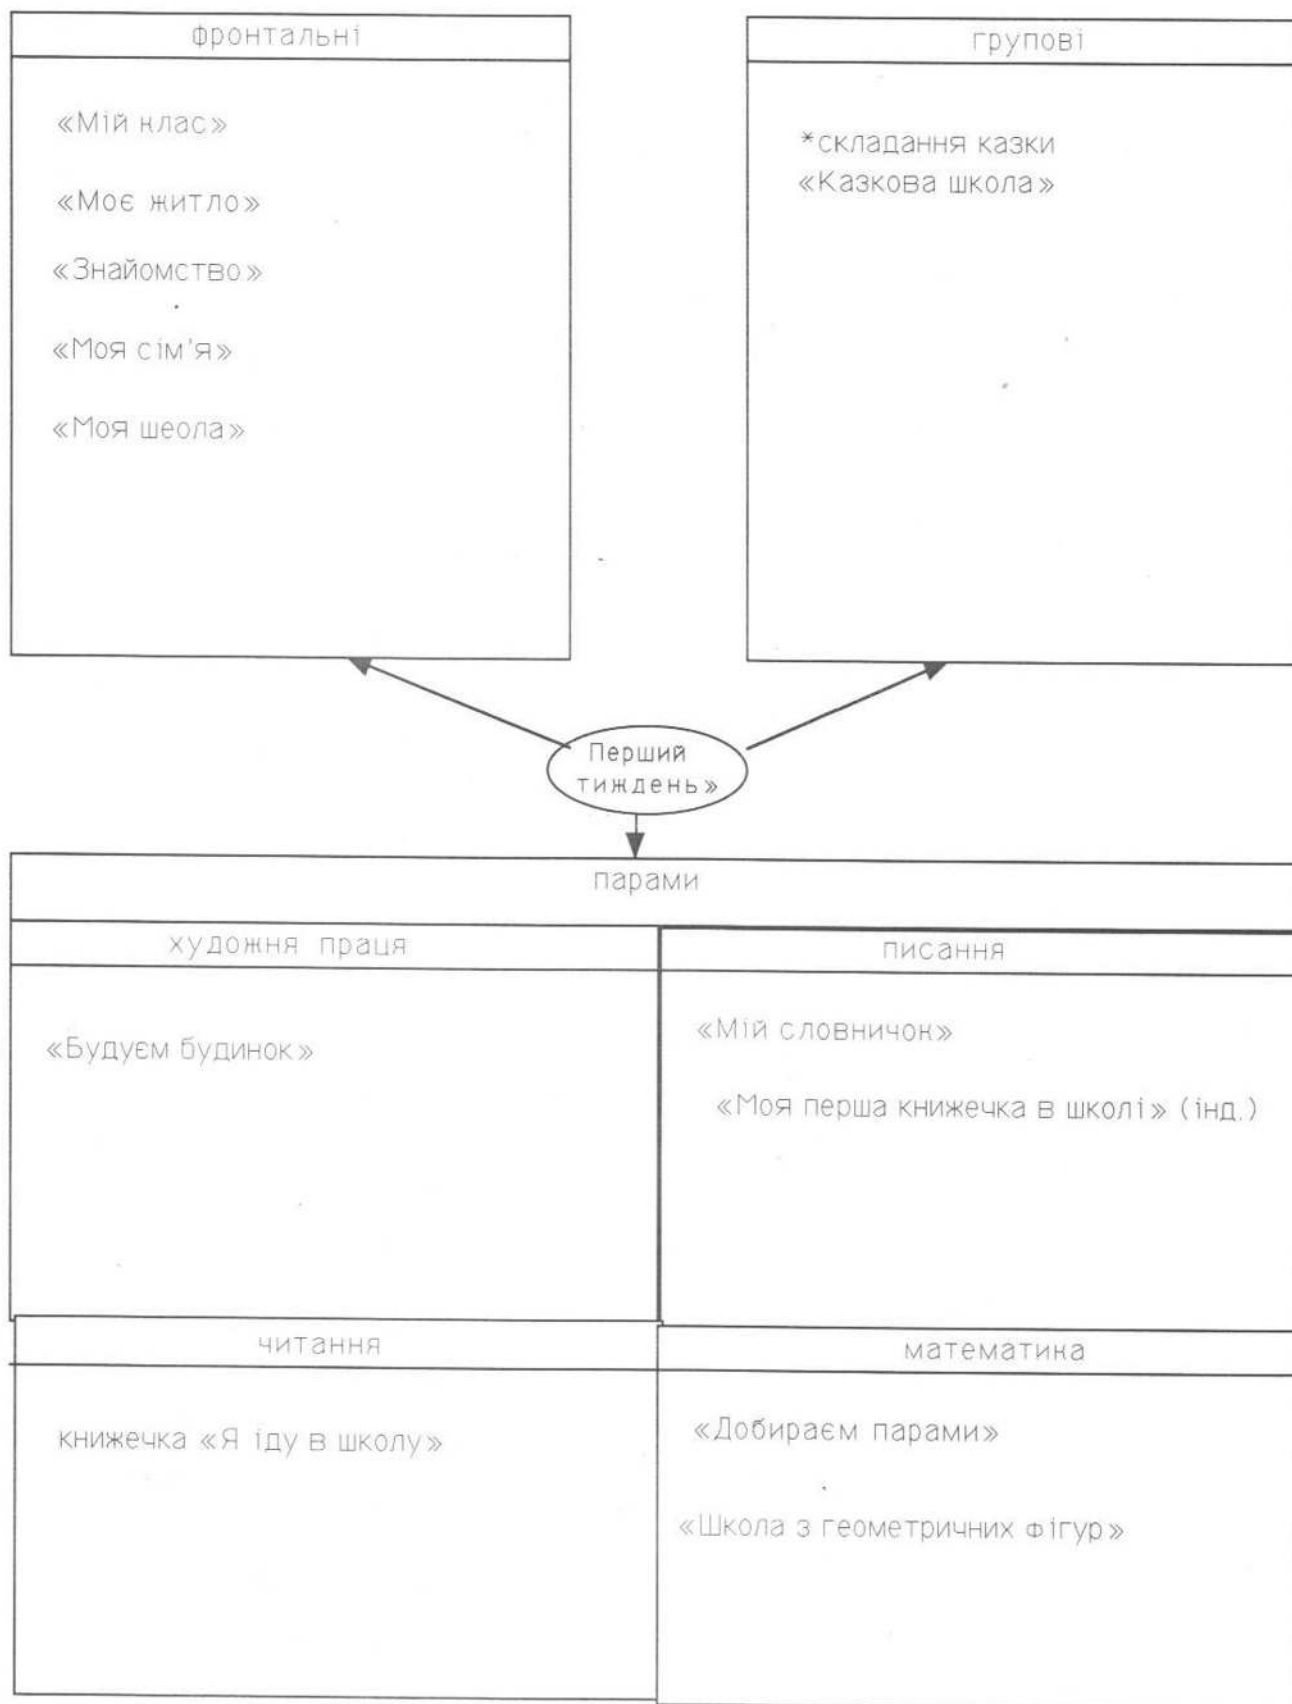 фронтальні
«Мій клас»
«Моє житло»
«Знайомство»
«Моя сім'я»
«Моя шеола»
групові
*складання казки
«Казкова школа»
Перший
тиждень»
парами
художня праця
«Будуєм будинок»
писання
«Мій словничок»
«Моя перша книжечка в школі» (інд.)
читання
книжечка «Я іду в школу»
математика
«Добираєм парами»
«Школа з геометричних фігур»